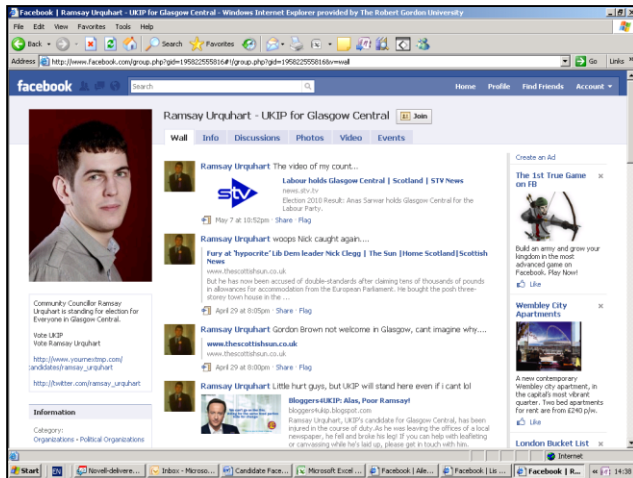 Facebook | Ramsay Urquhart - UKIP for Glasgow Central - Windows Internet Explorer provided by The Robert Gordon University
File Edit View Favorites Tools Help
Back Search Favorites
Address http://www.facebook.com/group.php?gid=195822555816#!/group.php?gid=195822555816&v=wall Go Links
facebook Search Home Profile Find Friends Account
Ramsay Urquhart - UKIP for Glasgow Central Join
Wall Info Discussions Photos Video Events
Ramsay Urquhart The video of my count...
stv
Labour holds Glasgow Central | Scotland | STV News
news.stv.tv
Election 2010 Result: Anas Sarwar holds Glasgow Central for the
Labour Party.
May 7 at 10:52pm · Share · Flag
Ramsay Urquhart woops Nick caught again....
Fury at 'hypocrite' Lib Dem leader Nick Clegg | The Sun |Home Scotland|Scottish
News
www.thescottishsun.co.uk
But he has now been accused of double-standards after claiming tens of thousands of pounds
in allowances for accommodation from the European Parliament. He bought the posh three-
storey town house in the ...
April 29 at 8:05pm · Share · Flag
Ramsay Urquhart Gordon Brown not welcome in Glasgow, cant imagine why....
www.thescottishsun.co.uk
www.thescottishsun.co.uk
April 29 at 8:00pm · Share · Flag
Ramsay Urquhart Little hurt guys, but UKIP will stand here even if i cant lol
Bloggers4UKIP: Alas, Poor Ramsay!
bloggers4ukip.blogspot.com
Ramsay Urquhart, UKIP's candidate for Glasgow Central, has been
injured in the course of duty. As he was leaving the offices of a local
newspaper, he fell and broke his leg! If you can help with leafleting
or canvassing while he's laid up, please get in touch with him.
Community Councillor Ramsay
Urquhart is standing for election for
Everyone in Glasgow Central.
Vote UKIP
Vote Ramsay Urquhart
http://www.yournextmp.com/
candidates/ramsay_urquhart
http://twitter.com/ramsay_urquhart
Information
Category:
Organizations - Political Organizations
Create an Ad
The 1st True Game
on FB
Build an army and grow your
kingdom in the most
advanced game on
Facebook. Play Now!
Like
Wembley City
Apartments
A new contemporary
Wembley city apartment, in
the capital's most vibrant
quarter. Two bed apartments
for rent are from £240 p/w.
Like
London Bucket List
Internet
Start EN Novell-delivere... Inbox - Microso... Candidate Face... Microsoft Excel ... Facebook | Ale... Facebook | Lis ... Facebook | R... 14:38